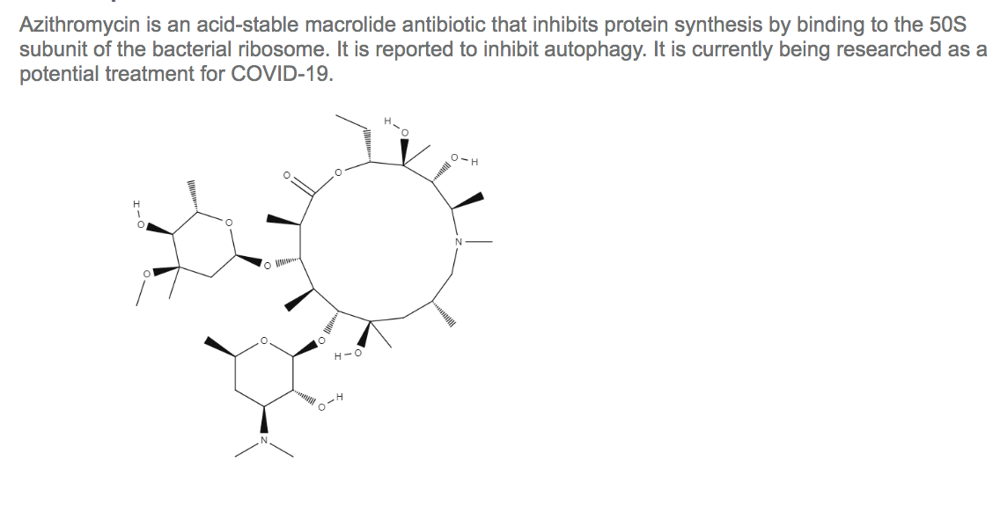 Azithromycin is an acid-stable macrolide antibiotic that inhibits protein synthesis by binding to the 50S
subunit of the bacterial ribosome. It is reported to inhibit autophagy. It is currently being researched as a
potential treatment for COVID-19.
H
O
O
H
O
O
H
O
O
N
O
O
O
O
H
O
O
H
O
N